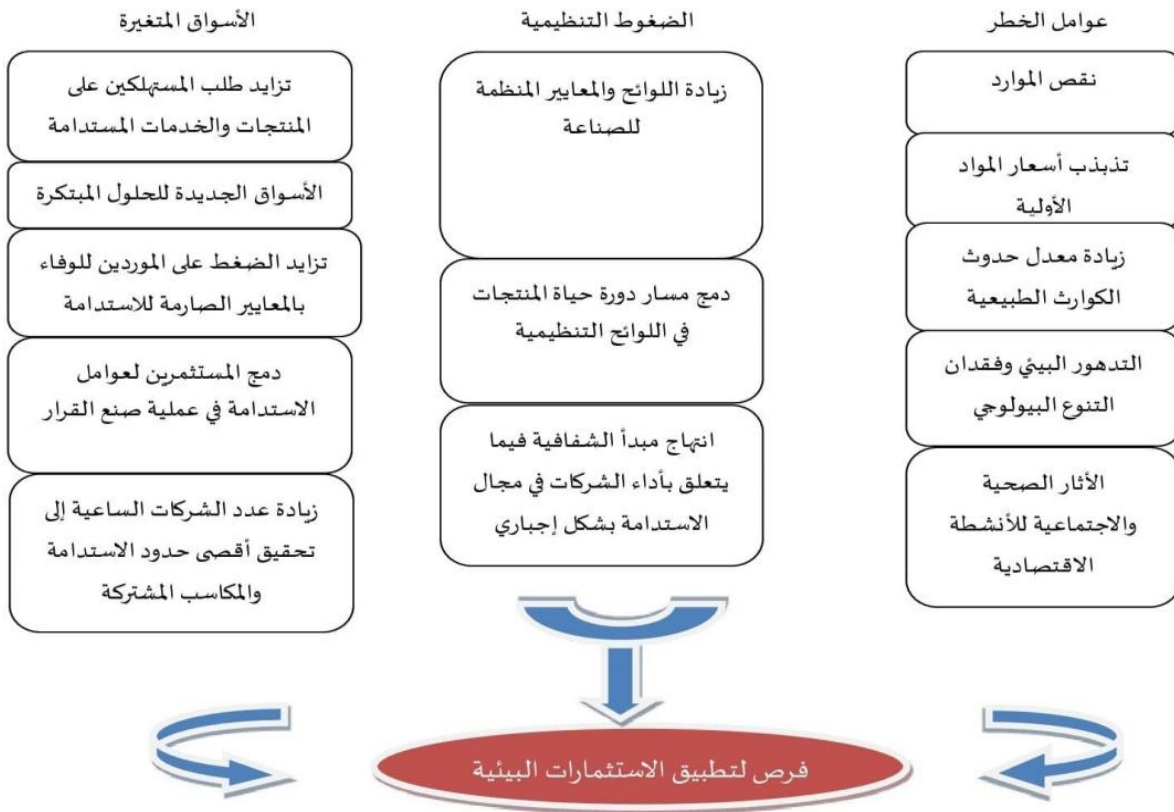 عوامل الخطر
نقص الموارد
تذبذب أسعار المواد
الأولية
زيادة معدل حدوث
الكوارث الطبيعية
التدهور البيئي وفقدان
التنوع البيولوجي
الأثار الصحية
والاجتماعية للأنشطة
الاقتصادية
الضغوط التنظيمية
زيادة اللوائح والمعايير المنظمة
للصناعة
دمج مسار دورة حياة المنتجات
في اللوائح التنظيمية
انتهاج مبدأ الشفافية فيما
يتعلق بأداء الشركات في مجال
الاستدامة بشكل إجباري
الأسواق المتغيرة
تزايد طلب المستهلكين على
المنتجات والخدمات المستدامة
الأسواق الجديدة للحلول المبتكرة
تزايد الضغط على الموردين للوفاء
بالمعايير الصارمة للاستدامة
دمج المستثمرين لعوامل
الاستدامة في عملية صنع القرار
زيادة عدد الشركات الساعية إلى
تحقيق أقصى حدود الاستدامة
والمكاسب المشتركة
فرص لتطبيق الاستثمارات البيئية